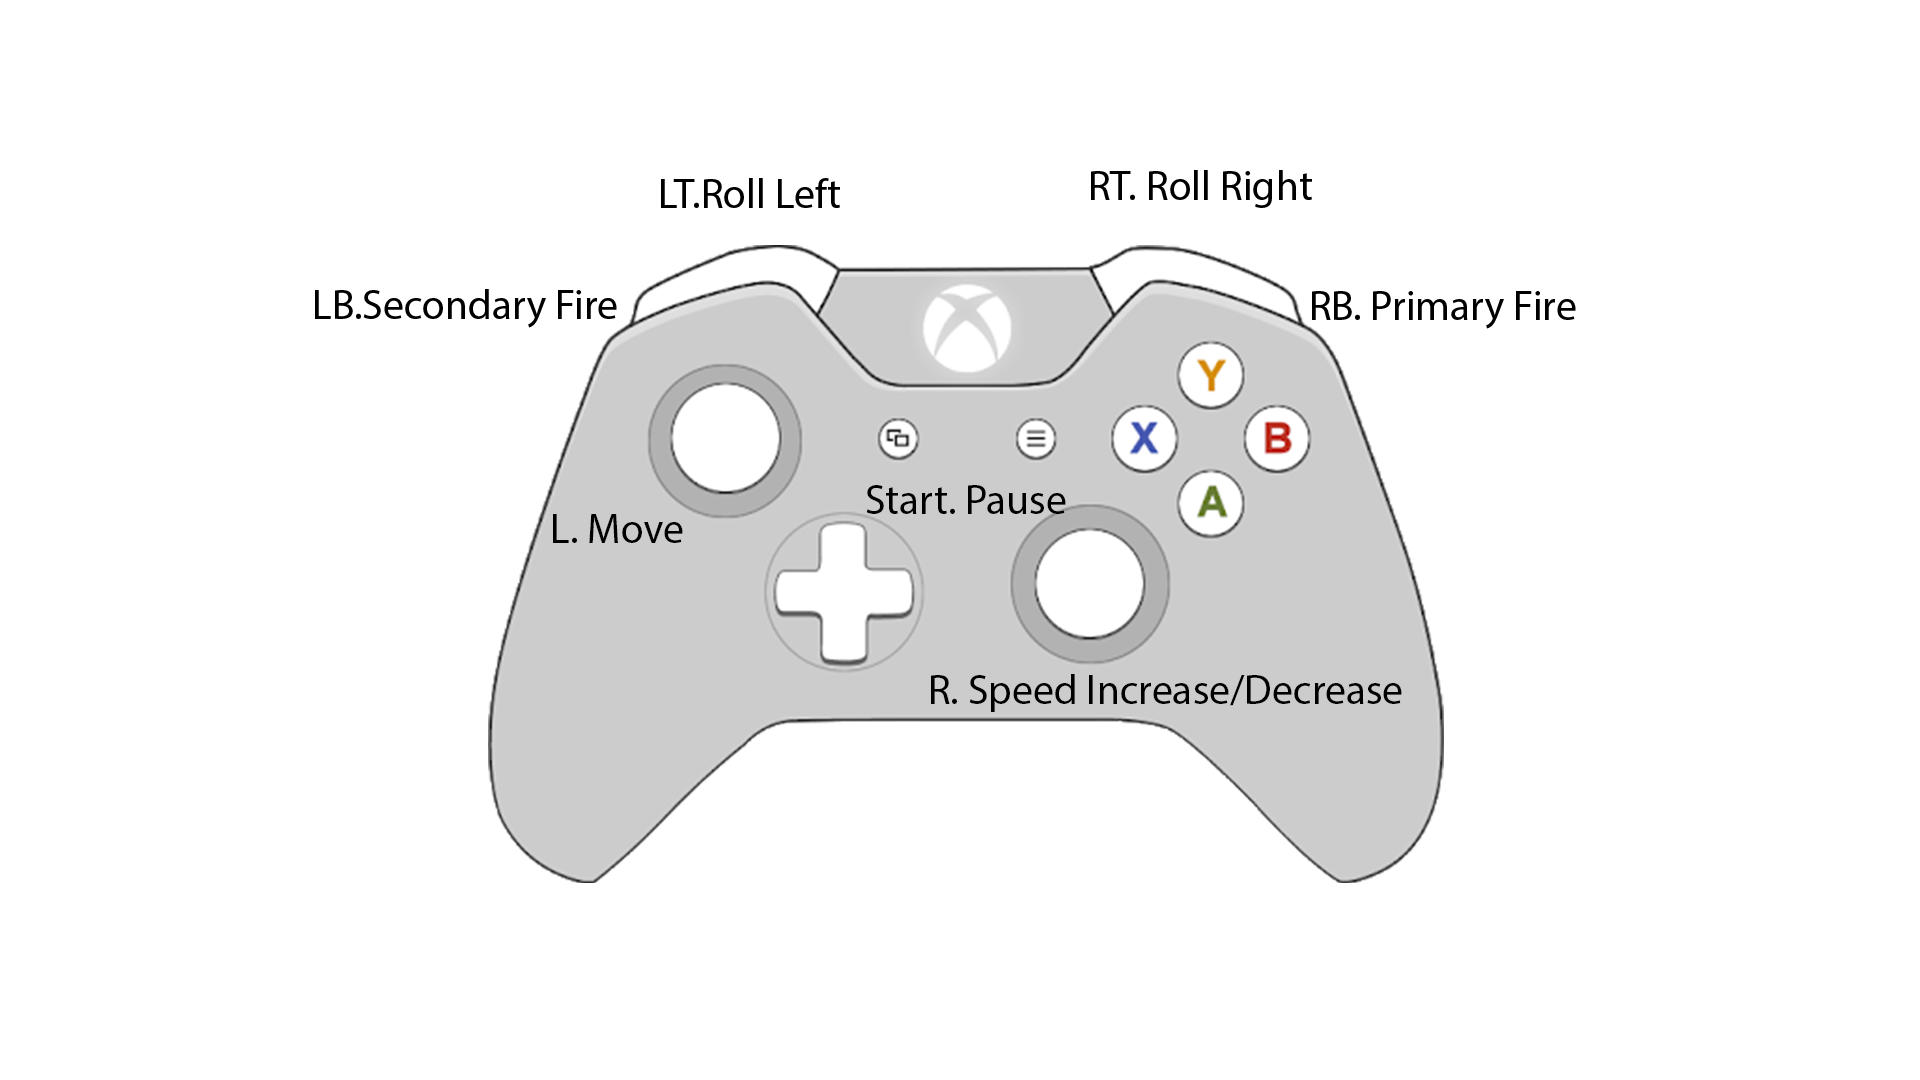 LT.Roll Left
RT. Roll Right
LB.Secondary Fire
RB. Primary Fire
Y
X
B
A
Start. Pause
L. Move
R. Speed Increase/Decrease